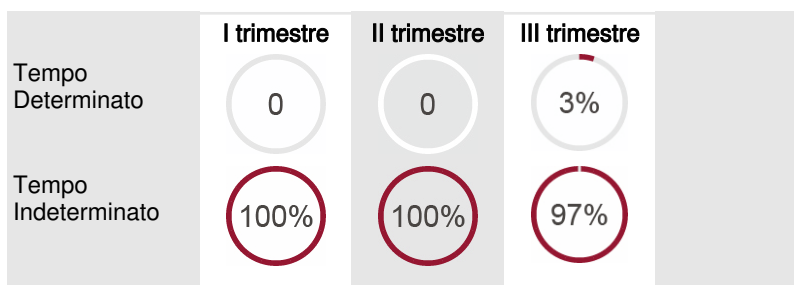 I trimestre II trimestre III trimestre
Tempo
Determinato
0 0 3%
Tempo
Indeterminato
100% 100% 97%